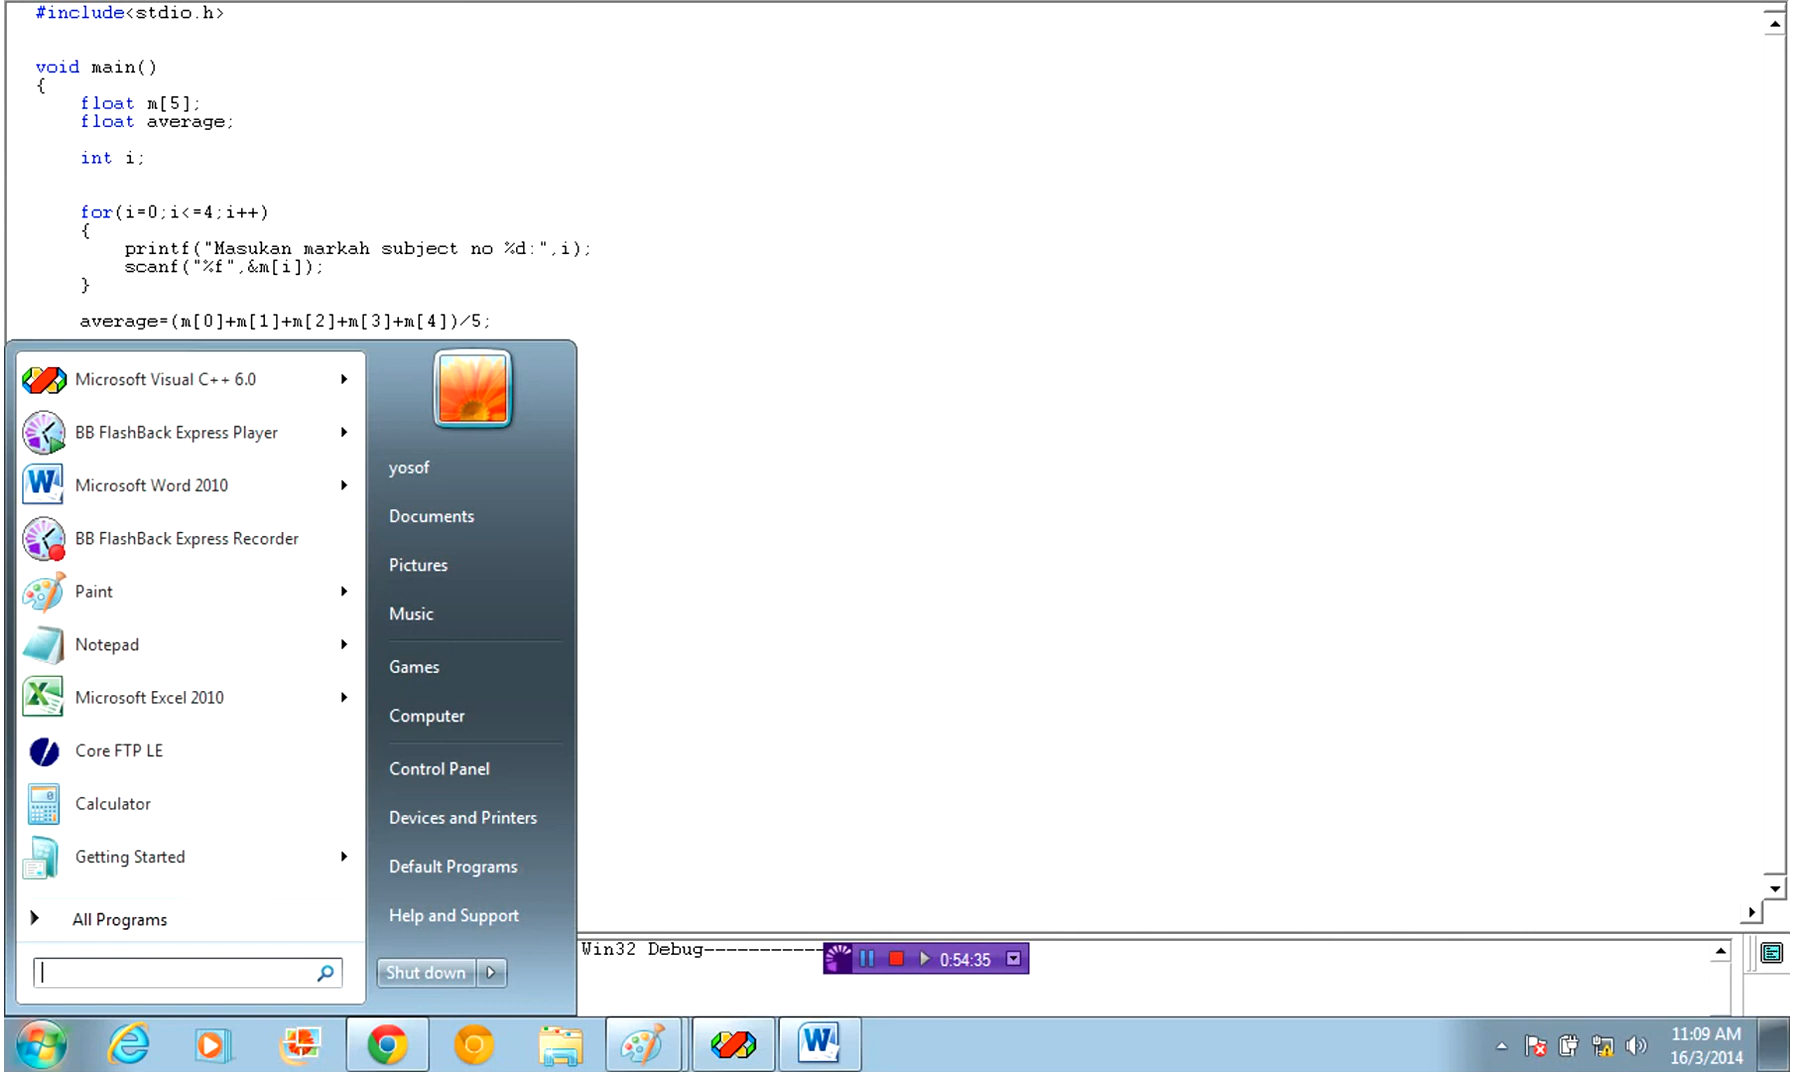 #include<stdio.h>
void main()
{
float m[5];
float average;
int i;
for(i=0;i<=4;i++)
{
printf("Masukan markah subject no %d:",i);
scanf("%f",&m[i]);
}
average=(m[0]+m[1]+m[2]+m[3]+m[4])/5;
Microsoft Visual C++ 6.0
BB FlashBack Express Player
Microsoft Word 2010
BB FlashBack Express Recorder
Paint
Notepad
Microsoft Excel 2010
Core FTP LE
Calculator
Getting Started
All Programs
yosof
Documents
Pictures
Music
Games
Computer
Control Panel
Devices and Printers
Default Programs
Help and Support
Shut down
Win32 Debug-----------
0:54:35
11:09 AM
16/3/2014